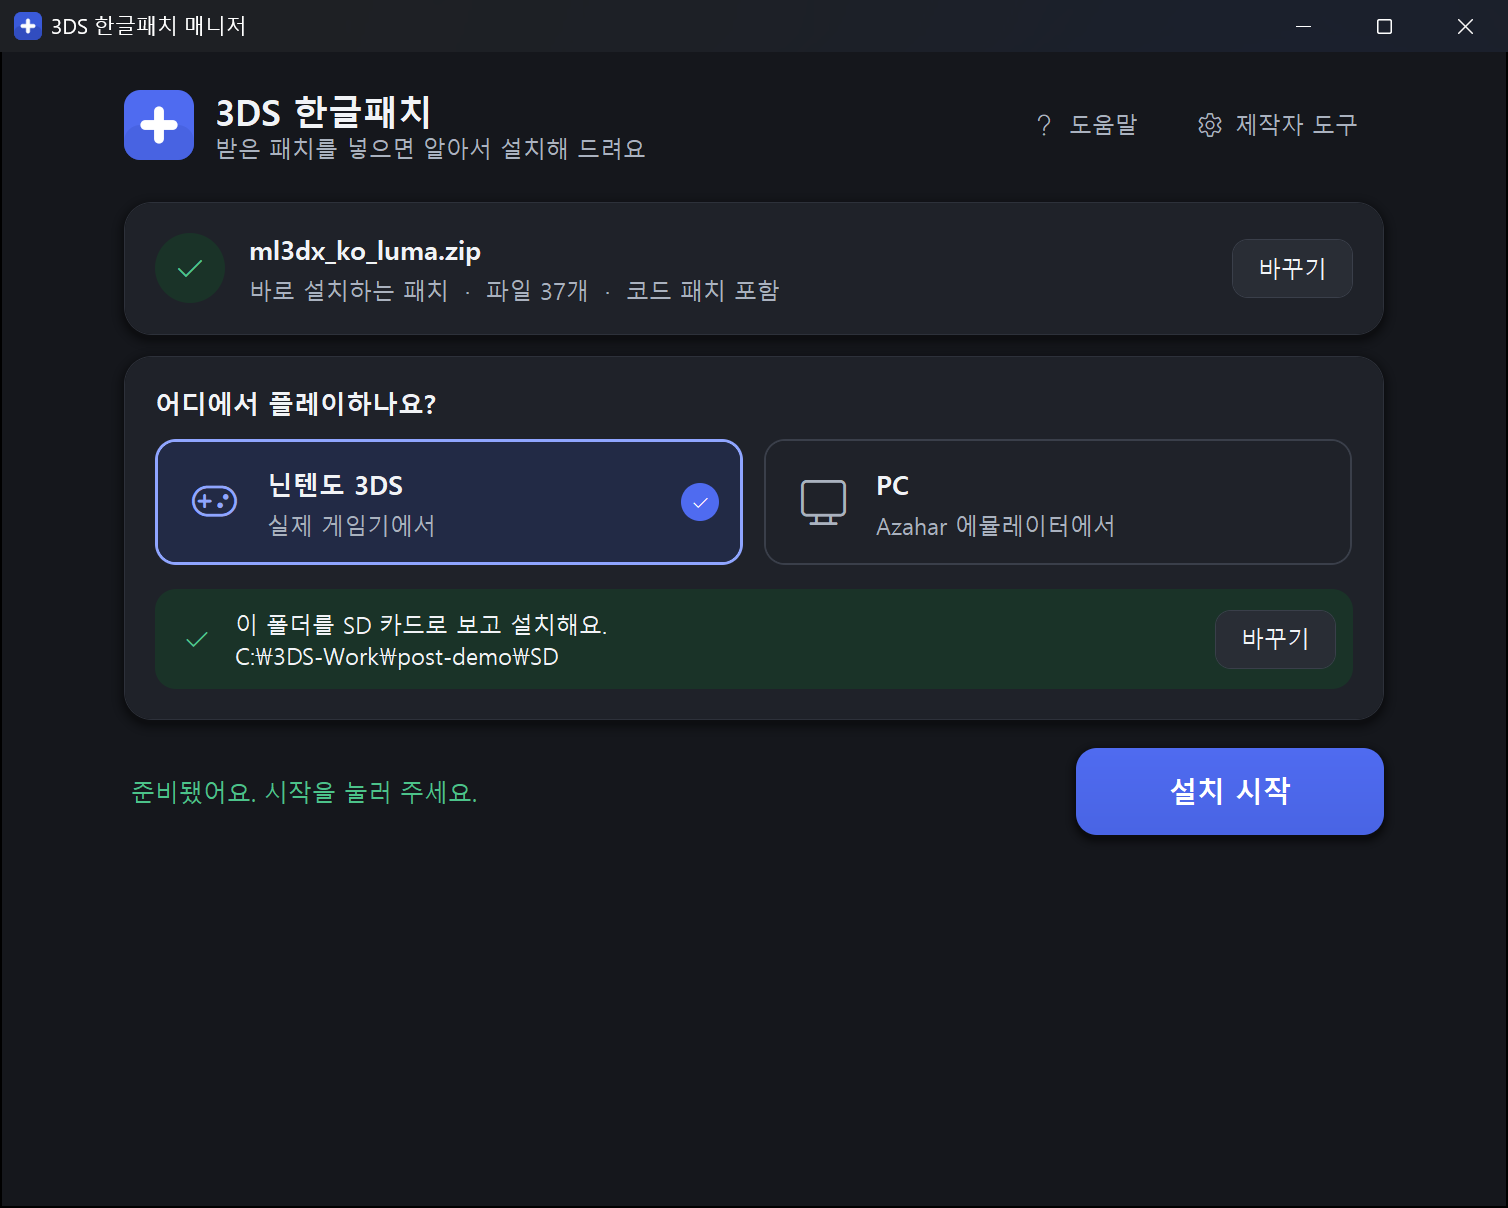 3DS 한글패치 매니저
3DS 한글패치
받은 패치를 넣으면 알아서 설치해 드려요
? 도움말
제작자 도구
ml3dx_ko_luma.zip
바로 설치하는 패치 · 파일 37개 · 코드 패치 포함
바꾸기
어디에서 플레이하나요?
닌텐도 3DS
실제 게임기에서
PC
Azahar 에뮬레이터에서
이 폴더를 SD 카드로 보고 설치해요.
C:₩3DS-Work₩post-demo₩SD
바꾸기
준비됐어요. 시작을 눌러 주세요.
설치 시작